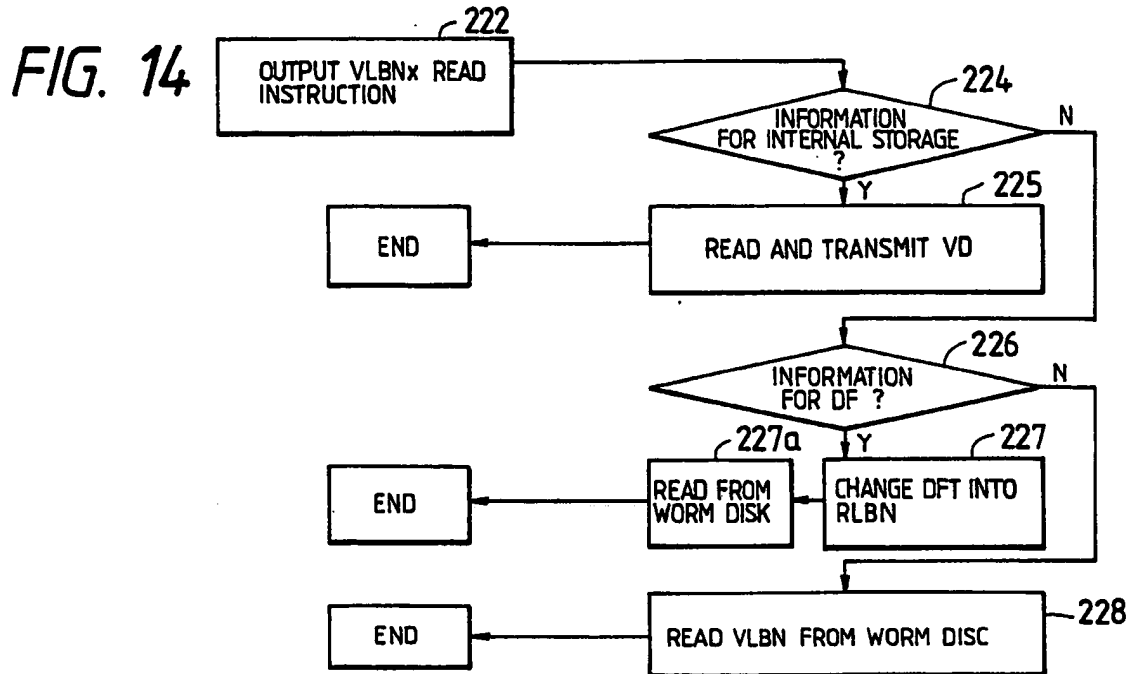 FIG. 14
222
OUTPUT VLBNx READ
INSTRUCTION
224
INFORMATION
FOR INTERNAL STORAGE
?
N
Y
225
READ AND TRANSMIT VD
END
226
INFORMATION
FOR DF ?
N
Y
227
CHANGE DFT INTO
RLBN
227a
READ FROM
WORM DISK
END
228
READ VLBN FROM WORM DISC
END